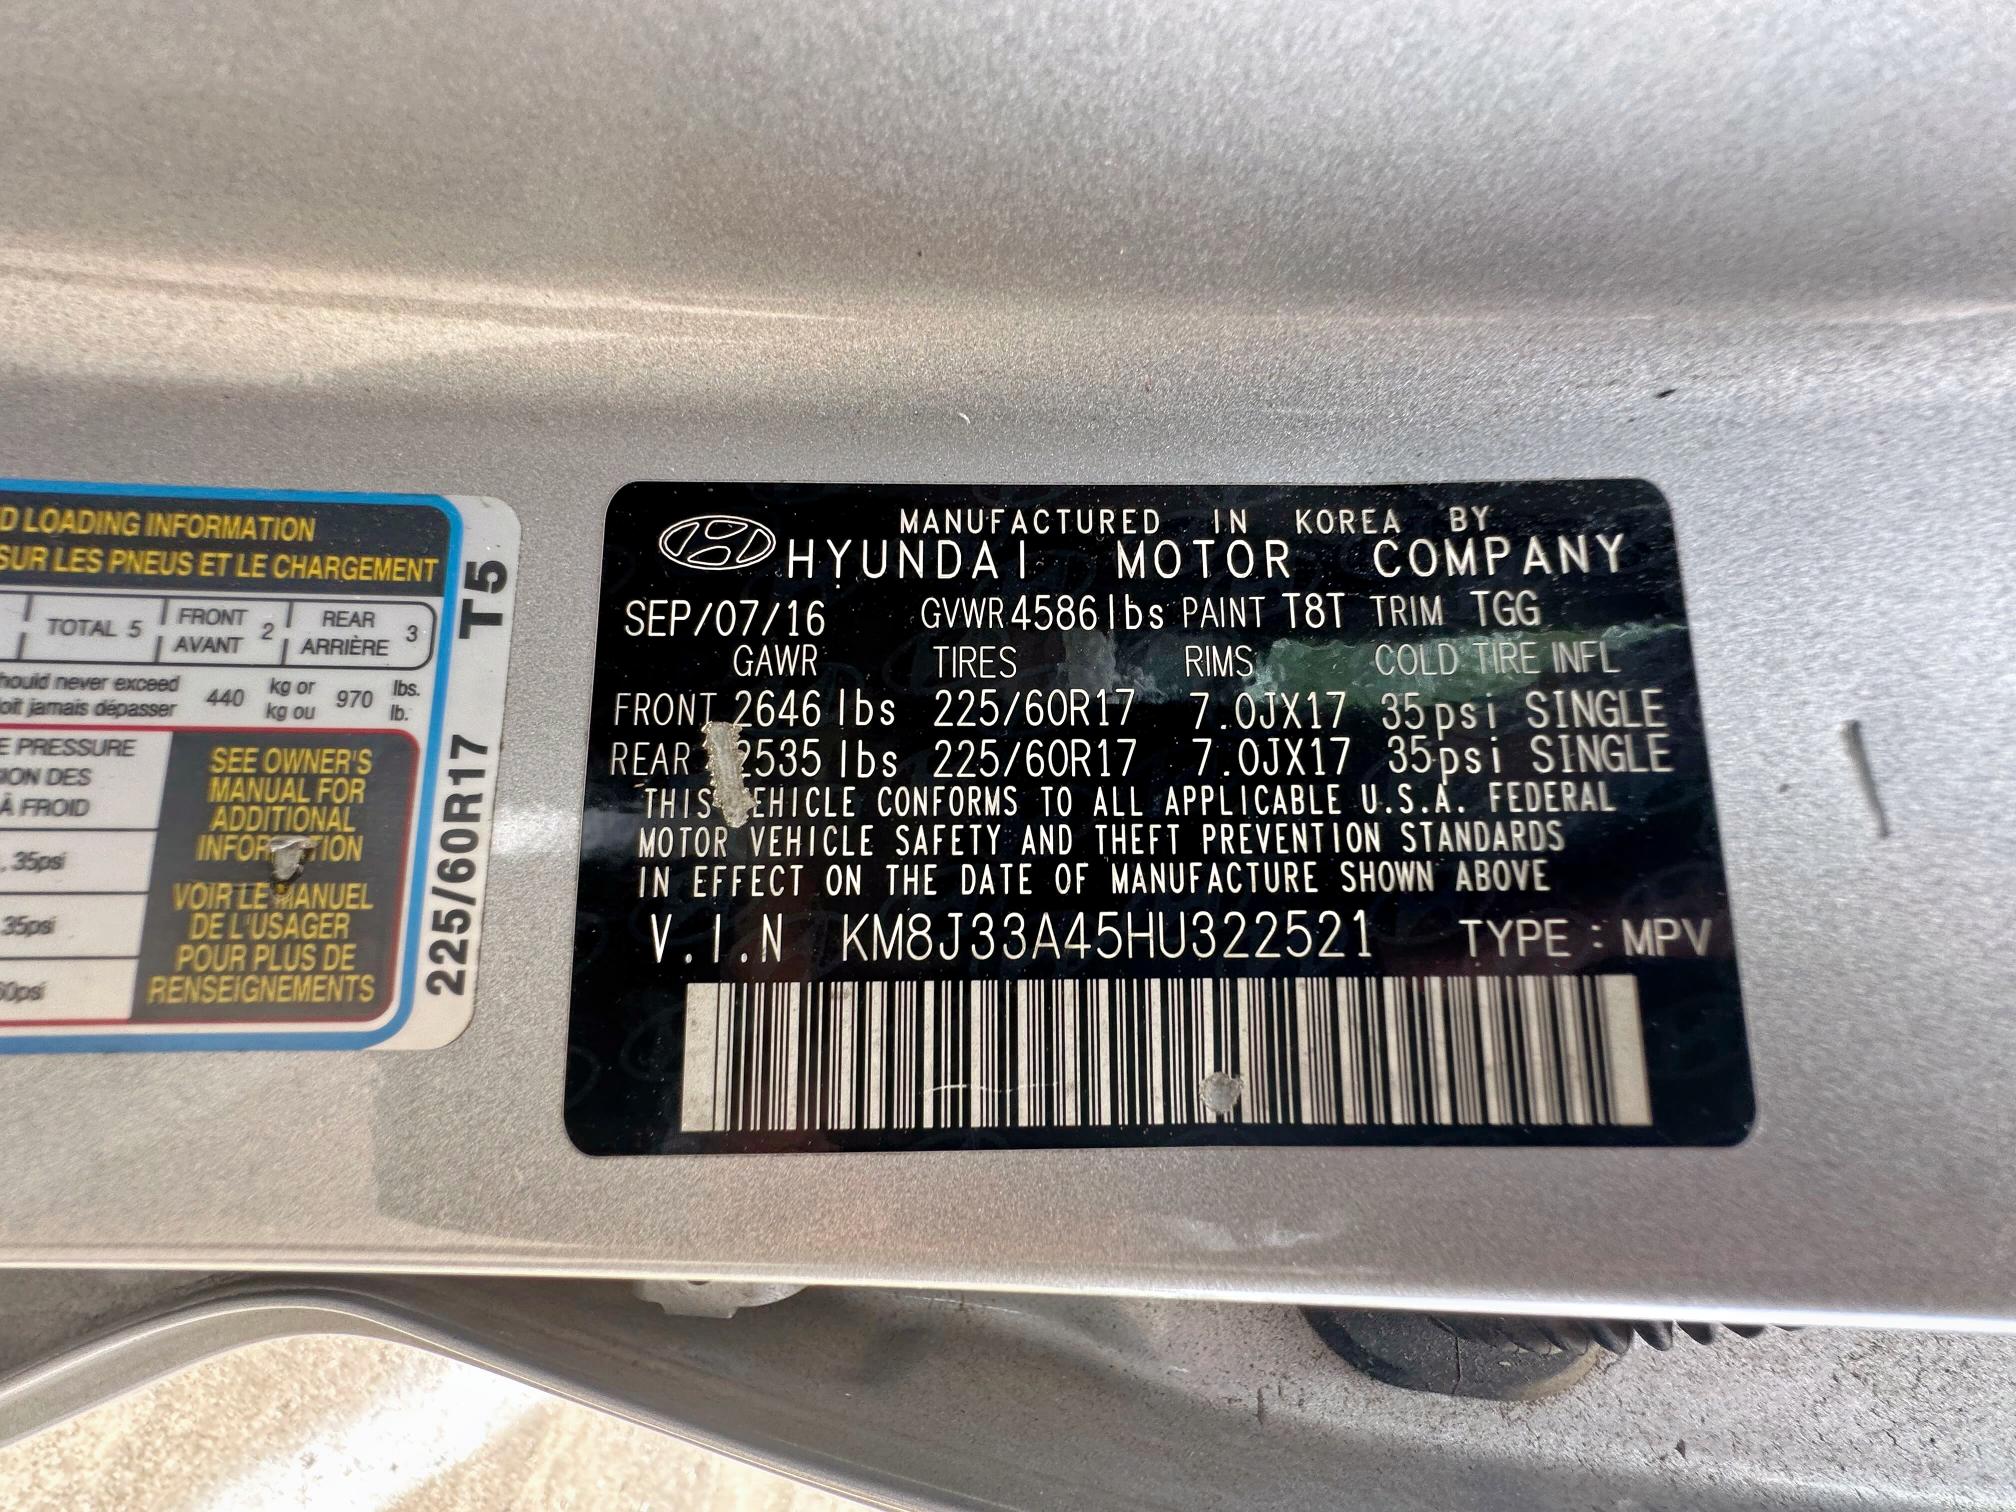 D LOADING INFORMATION
SUR LES PNEUS ET LE CHARGEMENT
TOTAL 5 FRONT AVANT 2 REAR ARRIÈRE 3
hould never exceed 440 kg or 970 lbs.
oit jamais dépasser kg ou lb.
E PRESSURE
ION DES
À FROID
, 35psi
35psi
60psi
SEE OWNER'S
MANUAL FOR
ADDITIONAL
INFORMATION
VOIR LE MANUEL
DE L'USAGER
POUR PLUS DE
RENSEIGNEMENTS
225/60R17 T5
MANUFACTURED IN KOREA BY
HYUNDAI MOTOR COMPANY
SEP/07/16 GVWR 4586lbs PAINT T8T TRIM TGG
GAWR TIRES RIMS COLD TIRE INFL
FRONT 2646 lbs 225/60R17 7.0JX17 35psi SINGLE
REAR 2535 lbs 225/60R17 7.0JX17 35psi SINGLE
THIS VEHICLE CONFORMS TO ALL APPLICABLE U.S.A. FEDERAL
MOTOR VEHICLE SAFETY AND THEFT PREVENTION STANDARDS
IN EFFECT ON THE DATE OF MANUFACTURE SHOWN ABOVE
V.I.N KM8J33A45HU322521 TYPE : MPV